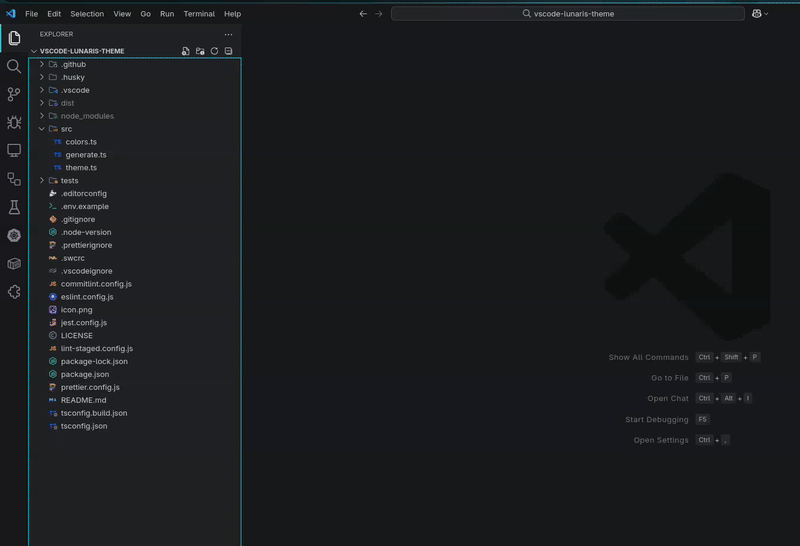 File Edit Selection View Go Run Terminal Help
vscode-lunaris-theme
EXPLORER
VSCODE-LUNARIS-THEME
.github
.husky
.vscode
dist
node_modules
src
TS colors.ts
TS generate.ts
TS theme.ts
tests
.editorconfig
.env.example
.gitignore
.node-version
.prettierignore
.swcrc
.vscodeignore
commitlint.config.js
eslint.config.js
icon.png
jest.config.js
LICENSE
lint-staged.config.js
package-lock.json
package.json
prettier.config.js
README.md
tsconfig.build.json
tsconfig.json
Show All Commands Ctrl + Shift + P
Go to File Ctrl + P
Open Chat Ctrl + Alt + I
Start Debugging F5
Open Settings Ctrl + ,